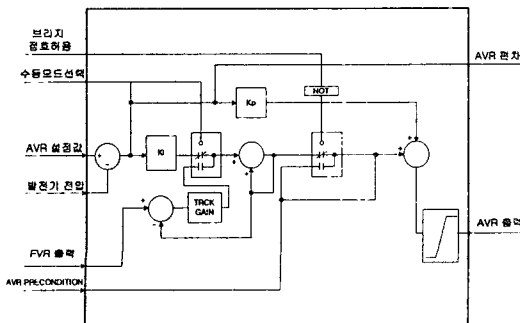 브리지
점호허용
수동모드선택
AVR 편차
NOT
Kp
AVR 설정값
KI
발전기 전압
TRCK
GAIN
FVR 출력
AVR 출력
AVR PRECONDITION